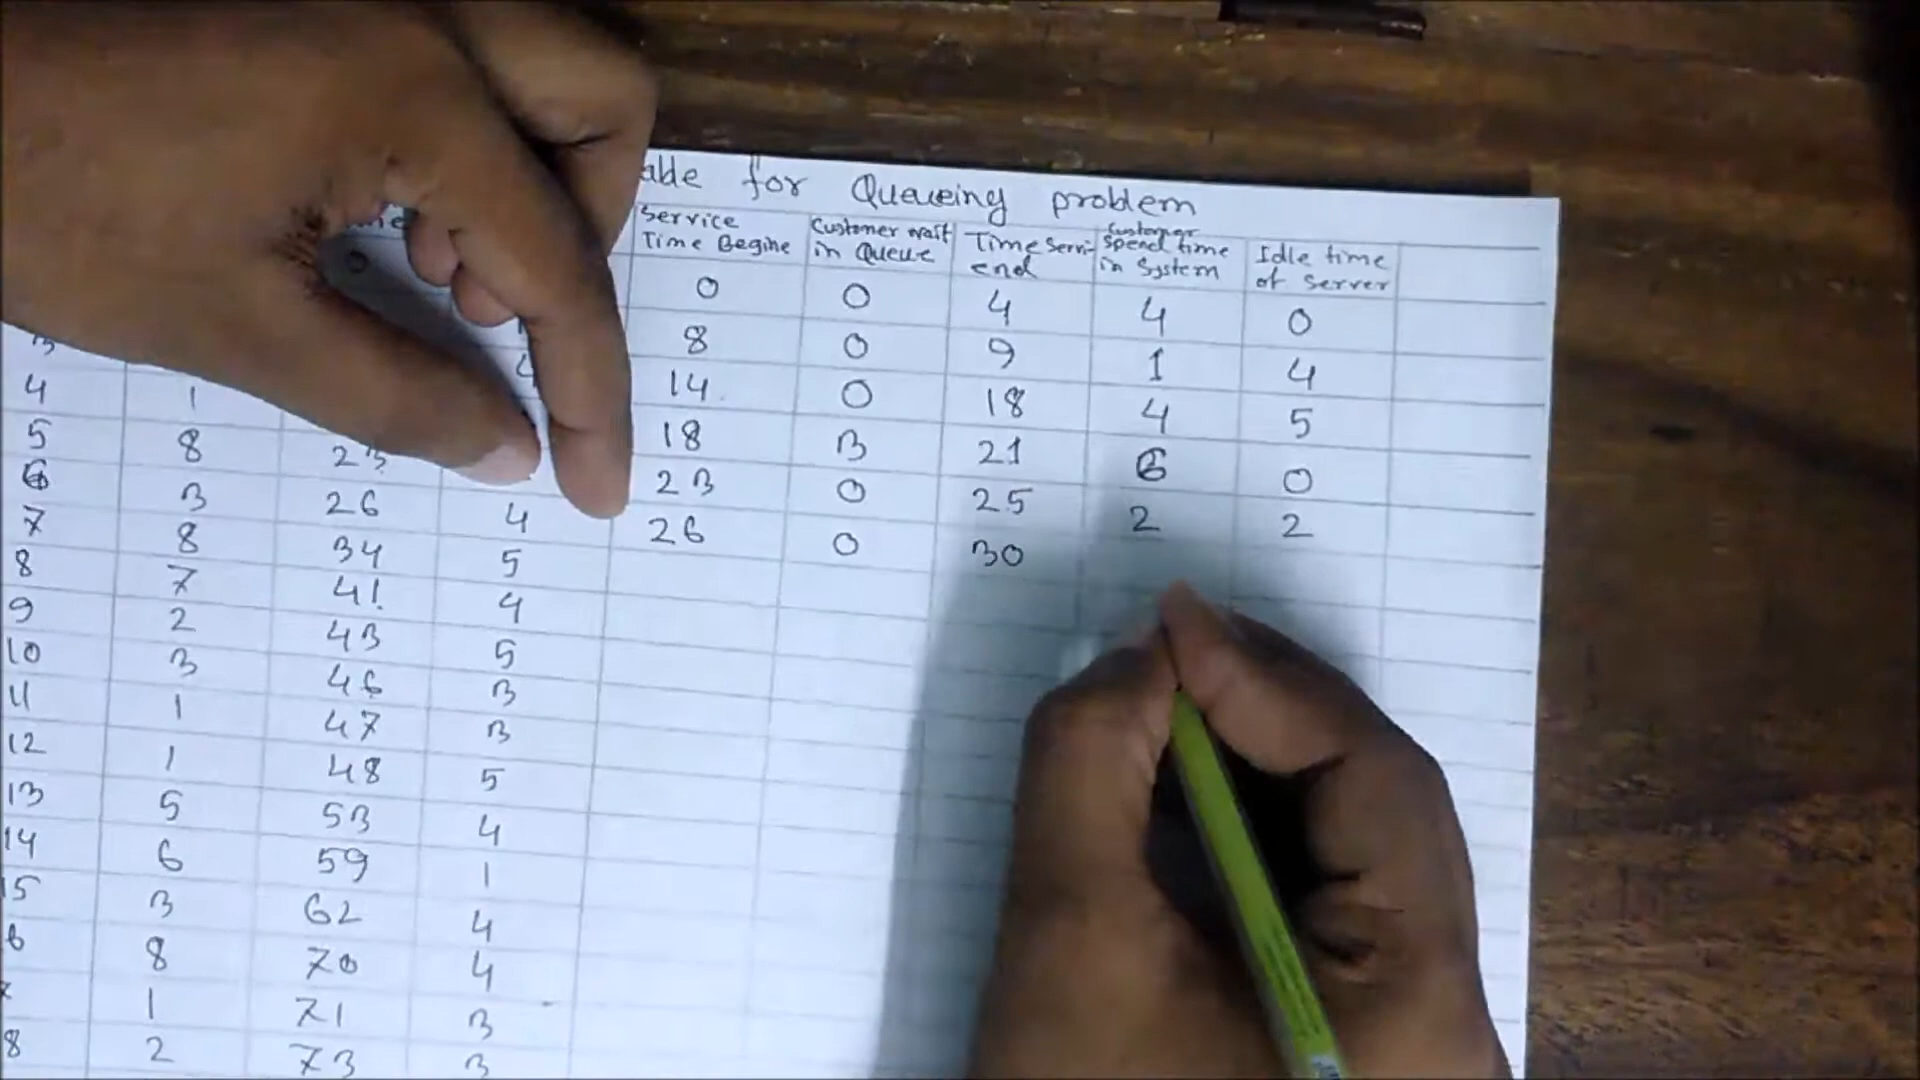 able for Queueing problem
Service Time Begine Customer wait in Queue Time Servi- end Customer Spend time in System Idle time of Server
0 0 4 4 0
8 0 9 1 4
3 4 14 0 18 4 5
4 1 18 3 21 6 0
5 8 23 23 0 25 2 2
6 3 26 4 26 0 30
7 8 34 5
8 7 41 4
9 2 43 5
10 3 46 3
11 1 47 3
12 1 48 5
13 5 53 4
14 6 59 1
15 3 62 4
6 8 70 4
1 71 3
8 2 73 3